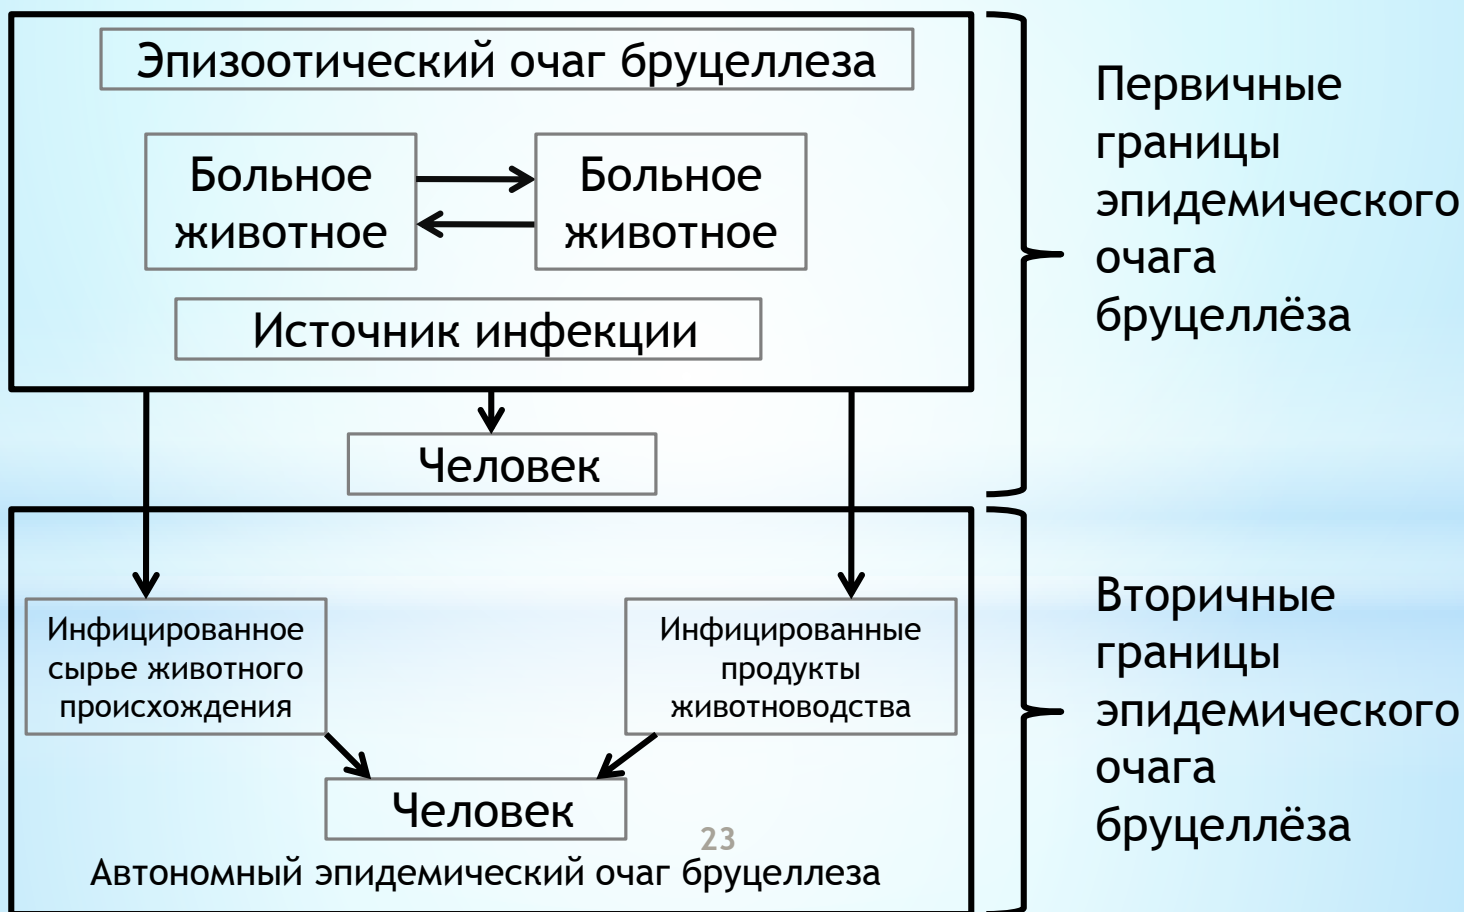 Эпизоотический очаг бруцеллеза
Больное
животное
Больное
животное
Источник инфекции
Человек
Первичные
границы
эпидемического
очага
бруцеллёза
Инфицированное
сырье животного
происхождения
Инфицированные
продукты
животноводства
Человек
23
Автономный эпидемический очаг бруцеллеза
Вторичные
границы
эпидемического
очага
бруцеллёза